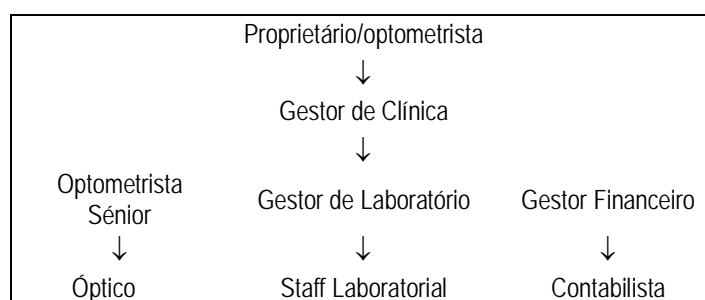 Proprietário/optometrista
↓
Gestor de Clínica
↓
Optometrista Sénior Gestor de Laboratório Gestor Financeiro
↓ ↓ ↓
Óptico Staff Laboratorial Contabilista